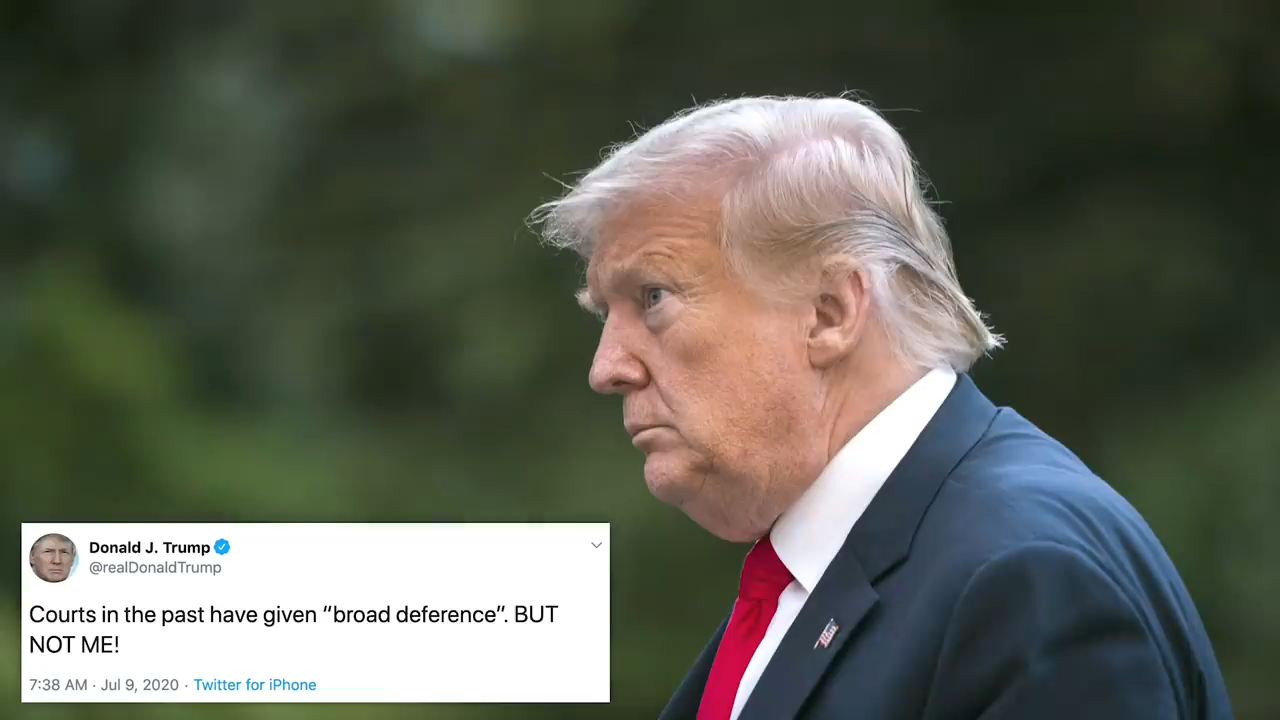 Donald J. Trump
@realDonaldTrump
Courts in the past have given “broad deference”. BUT
NOT ME!
7:38 AM · Jul 9, 2020 · Twitter for iPhone